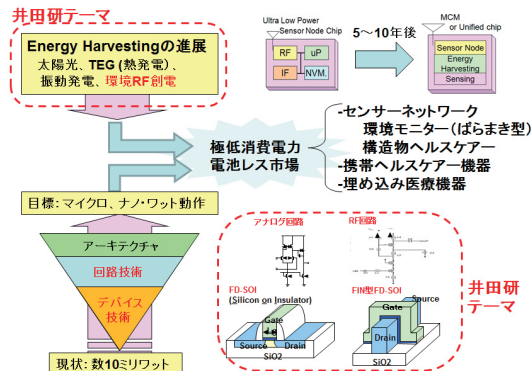 井田研テーマ
Energy Harvestingの進展
太陽光、TEG (熱発電)、
振動発電、環境RF創電
Ultra Low Power
Sensor Node Chip
RF
uP
IF
NVM.
5～10年後
MCM
or Unified chip
Sensor Node
Energy
Harvesting
Sensing
極低消費電力
電池レス市場
-センサーネットワーク
環境モニター(ばらまき型)
構造物ヘルスケアー
-携帯ヘルスケアー機器
-埋め込み医療機器
目標:マイクロ、ナノ・ワット動作
アーキテクチャ
回路技術
デバイス
技術
現状:数10ミリワット
アナログ回路
RF回路
FD-SOI
(Silicon on Insulator)
Gate
Source
Drain
SiO2
FIN型FD-SOI
Source
Gate
Drain
SiO2
井田研
テーマ